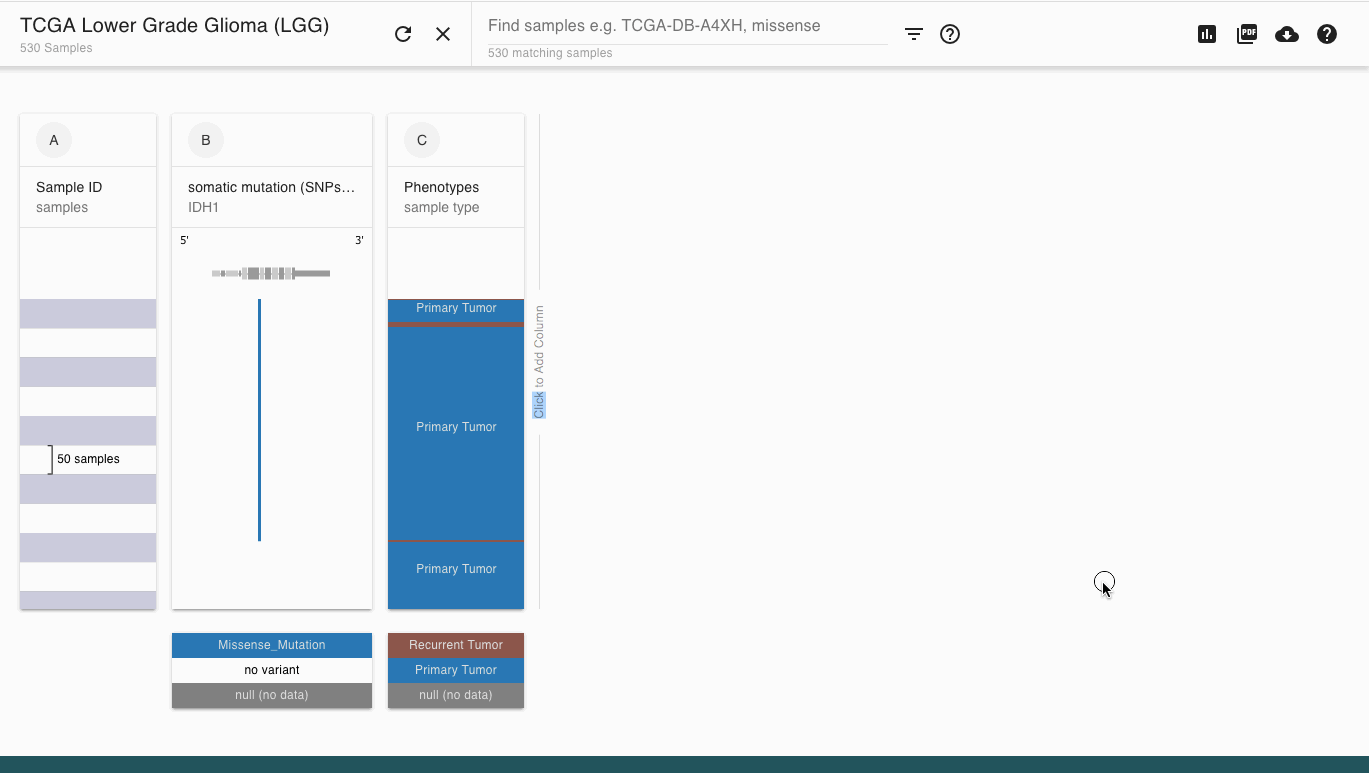 TCGA Lower Grade Glioma (LGG)
530 Samples
Find samples e.g. TCGA-DB-A4XH, missense
530 matching samples
PDF
A
Sample ID
samples
50 samples
B
somatic mutation (SNPs…
IDH1
5' 3'
Missense_Mutation
no variant
null (no data)
C
Phenotypes
sample type
Primary Tumor
Primary Tumor
Primary Tumor
Recurrent Tumor
Primary Tumor
null (no data)
Click to Add Column